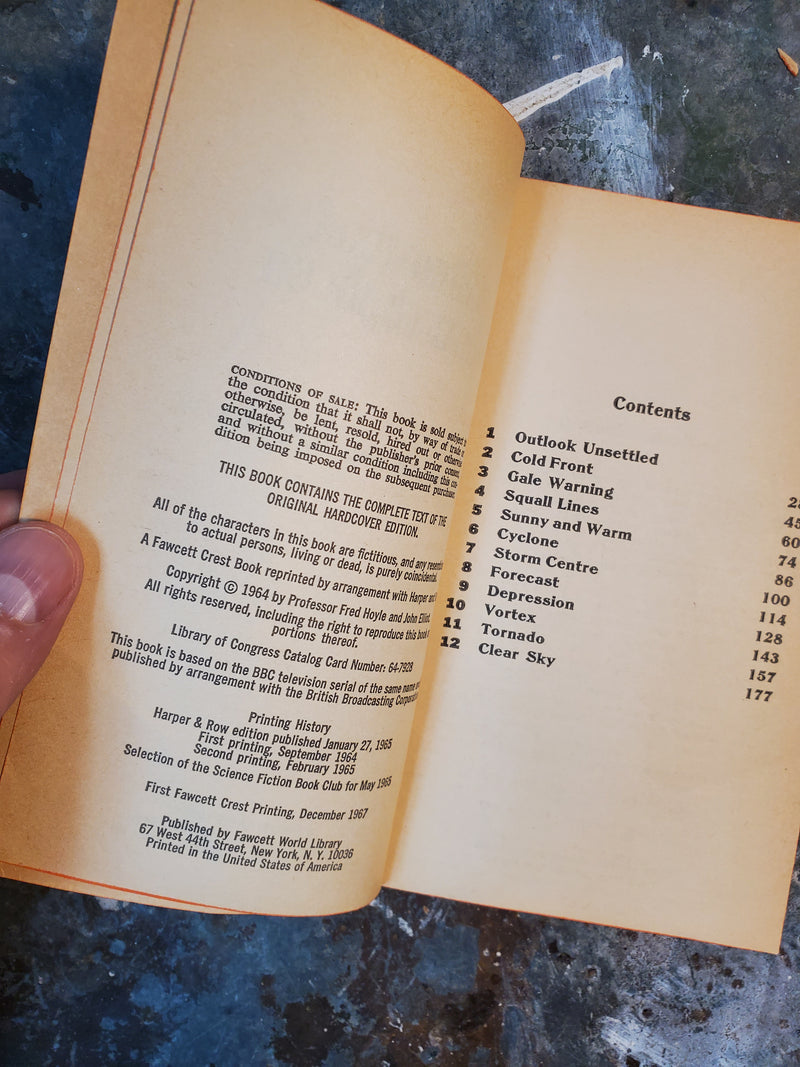 CONDITIONS OF SALE: This book is sold subject
the condition that it shall not, by way of trade
otherwise, be lent, resold, hired out or otherwise
circulated, without the publisher's prior consent,
and without a similar condition including this con-
dition being imposed on the subsequent purchaser.
THIS BOOK CONTAINS THE COMPLETE TEXT OF THE
ORIGINAL HARDCOVER EDITION.
All of the characters in this book are fictitious, and any
to actual persons, living or dead, is purely coincidental.
A Fawcett Crest Book reprinted by arrangement with Harper and
Copyright © 1964 by Professor Fred Hoyle and John
All rights reserved, including the right to reproduce this book
portions thereof.
Library of Congress Catalog Card Number: 64-7928
This book is based on the BBC television serial of the same name
published by arrangement with the British Broadcasting
Printing History
Harper & Row edition published January 27, 1965
First printing, September 1964
Second printing, February 1965
Selection of the Science Fiction Book Club for May 1965
First Fawcett Crest Printing, December 1967
Published by Fawcett World Library
67 West 44th Street, New York, N. Y. 10036
Printed in the United States of America
Contents
1 Outlook Unsettled
2 Cold Front
3 Gale Warning 45
4 Squall Lines 60
5 Sunny and Warm 74
6 Cyclone 86
7 Storm Centre 100
8 Forecast 114
9 Depression 128
10 Vortex 143
11 Tornado 157
12 Clear Sky 177